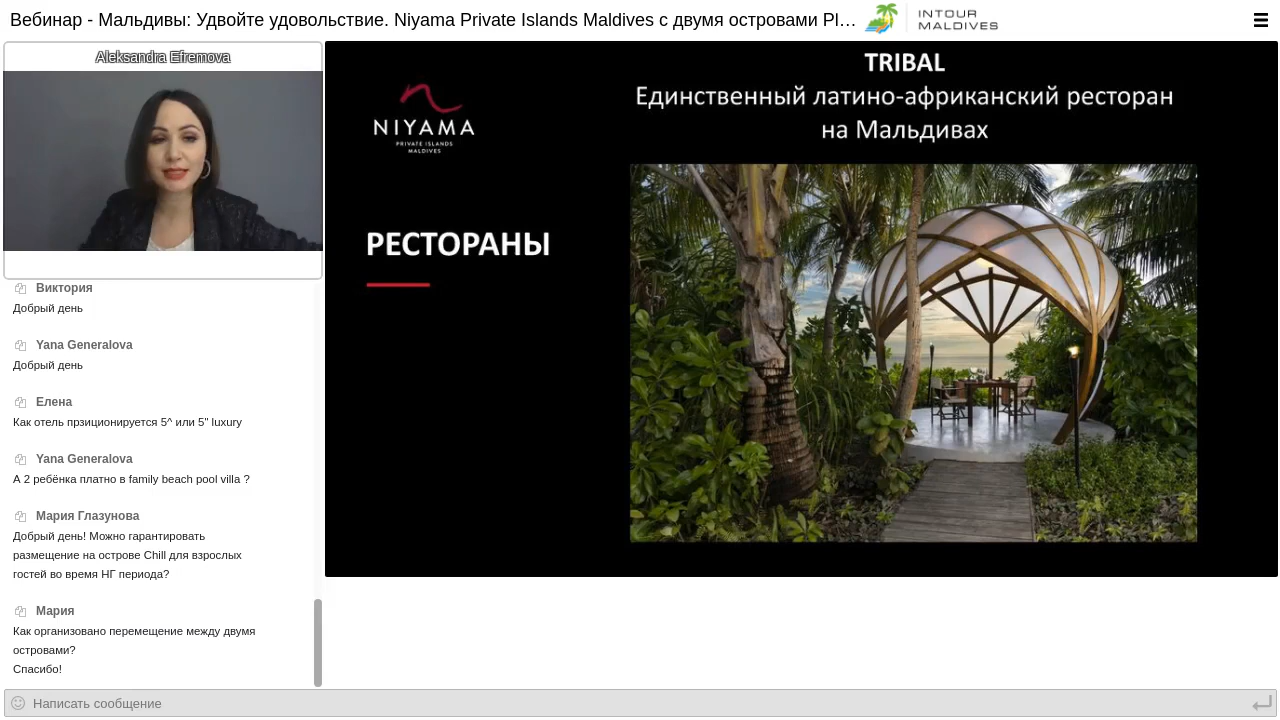 Вебинар - Мальдивы: Удвойте удовольствие. Niyama Private Islands Maldives с двумя островами Pl…
INTOUR
MALDIVES
Aleksandra Efremova
TRIBAL
Единственный латино-африканский ресторан
на Мальдивах
NIYAMA
PRIVATE ISLANDS
MALDIVES
РЕСТОРАНЫ
Виктория
Добрый день
Yana Generalova
Добрый день
Елена
Как отель прзиционируется 5^ или 5" luxury
Yana Generalova
А 2 ребёнка платно в family beach pool villa ?
Мария Глазунова
Добрый день! Можно гарантировать
размещение на острове Chill для взрослых
гостей во время НГ периода?
Мария
Как организовано перемещение между двумя
островами?
Спасибо!
Написать сообщение